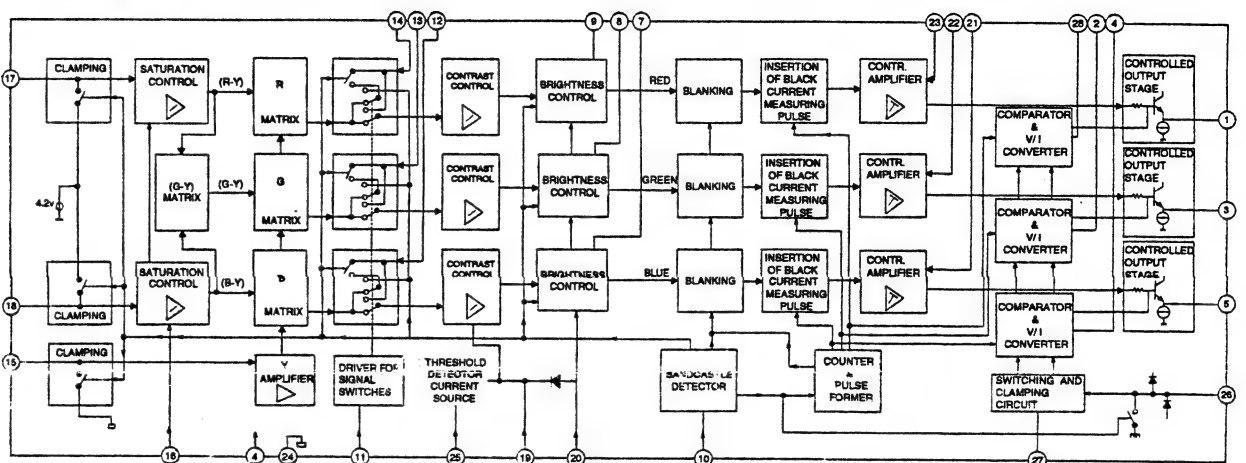 14 13 12 9 8 7 23 22 21 28 2 4
17
CLAMPING
SATURATION
CONTROL
(R-Y)
R
MATRIX
CONTRAST
CONTROL
BRIGHTNESS
CONTROL
RED
BLANKING
INSERTION
OF BLACK
CURRENT
MEASURING
PULSE
CONTR.
AMPLIFIER
COMPARATOR
&
V/I
CONVERTER
CONTROLLED
OUTPUT
STAGE
1
4.2v
(G-Y)
MATRIX
(G-Y)
G
MATRIX
CONTRAST
CONTROL
BRIGHTNESS
CONTROL
GREEN
BLANKING
INSERTION
OF BLACK
CURRENT
MEASURING
PULSE
CONTR.
AMPLIFIER
COMPARATOR
&
V/I
CONVERTER
CONTROLLED
OUTPUT
STAGE
3
18
CLAMPING
SATURATION
CONTROL
(B-Y)
MATRIX
CONTRAST
CONTROL
BRIGHTNESS
CONTROL
BLUE
BLANKING
INSERTION
OF BLACK
CURRENT
MEASURING
PULSE
CONTR.
AMPLIFIER
COMPARATOR
&
V/I
CONVERTER
CONTROLLED
OUTPUT
STAGE
5
15
CLAMPING
Y
AMPLIFIER
DRIVER FOR
SIGNAL
SWITCHES
THRESHOLD
DETECTOR
CURRENT
SOURCE
SANDCASTLE
DETECTOR
COUNTER
&
PULSE
FORMER
SWITCHING AND
CLAMPING
CIRCUIT
26
16 4 24 11 25 19 20 10 27